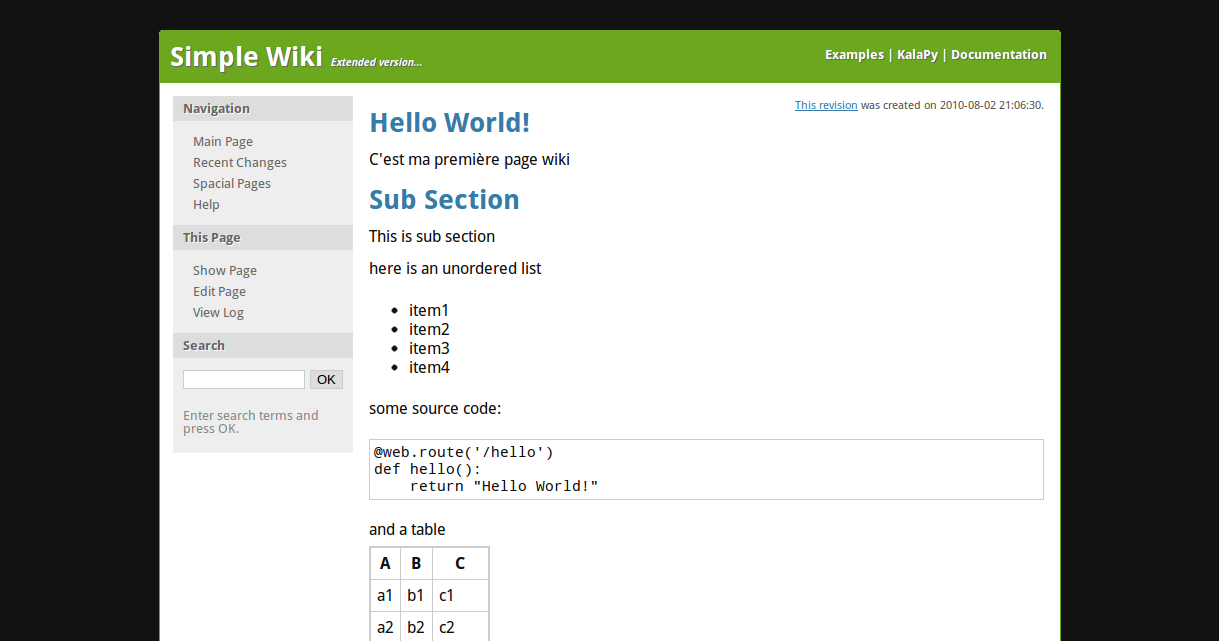 Simple Wiki Extended version...
Examples | KalaPy | Documentation
Navigation
Main Page
Recent Changes
Spacial Pages
Help
This Page
Show Page
Edit Page
View Log
Search
OK
Enter search terms and
press OK.
This revision was created on 2010-08-02 21:06:30.
Hello World!
C'est ma première page wiki
Sub Section
This is sub section
here is an unordered list
item1
item2
item3
item4
some source code:
@web.route('/hello')
def hello():
    return "Hello World!"
and a table
A B C
a1 b1 c1
a2 b2 c2